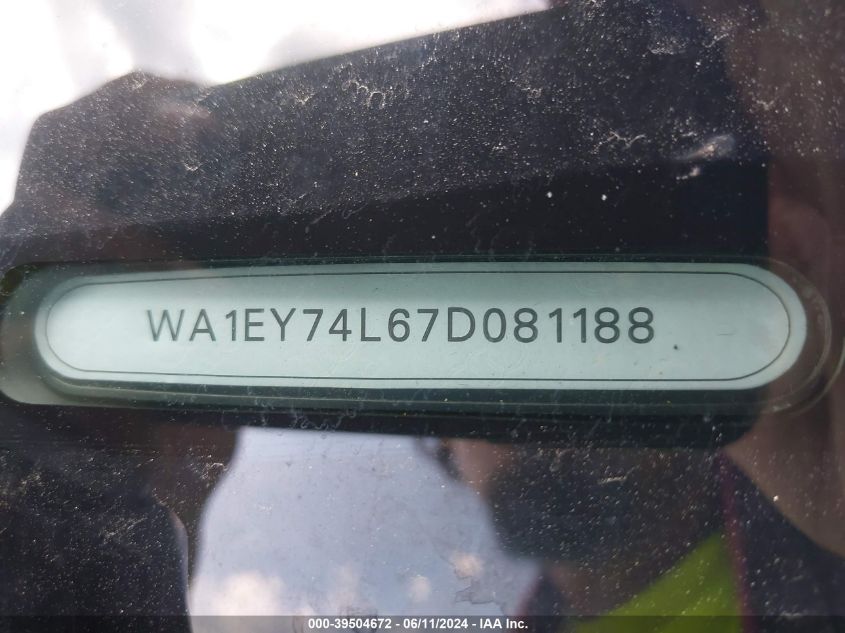 WA1EY74L67D081188
000-39504672 - 06/11/2024 - IAA Inc.